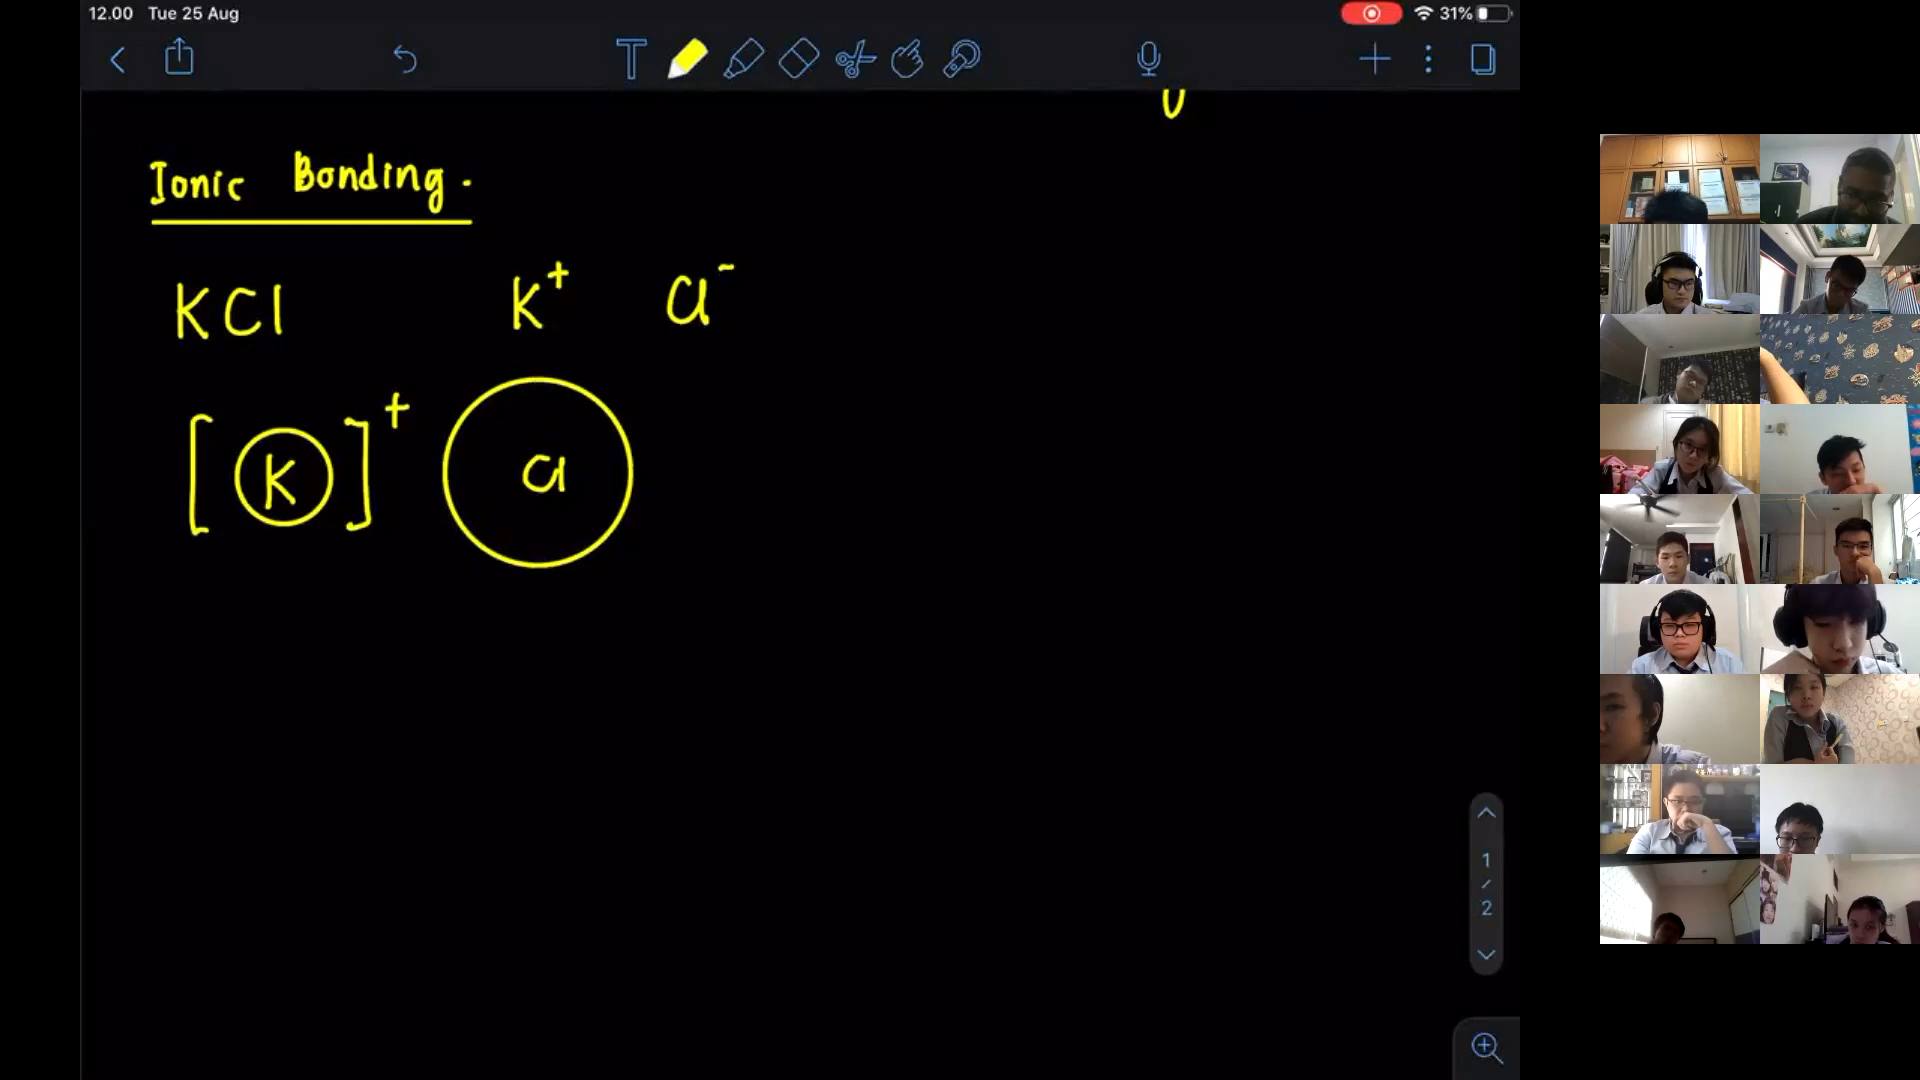 12.00 Tue 25 Aug 31%
T
Ionic Bonding.
KCl K⁺ Cl⁻
[K]⁺ Cl
1
/
2